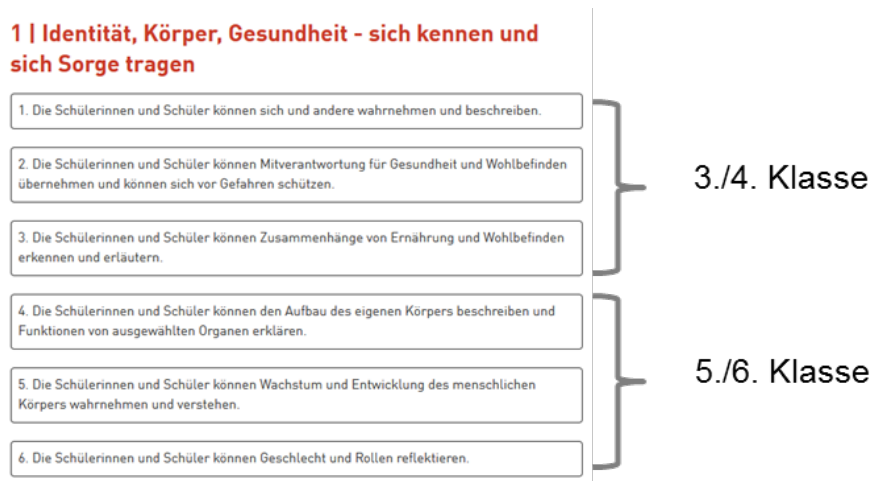 1 | Identität, Körper, Gesundheit - sich kennen und
sich Sorge tragen
1. Die Schülerinnen und Schüler können sich und andere wahrnehmen und beschreiben.
2. Die Schülerinnen und Schüler können Mitverantwortung für Gesundheit und Wohlbefinden
übernehmen und können sich vor Gefahren schützen.
3. Die Schülerinnen und Schüler können Zusammenhänge von Ernährung und Wohlbefinden
erkennen und erläutern.
3./4. Klasse
4. Die Schülerinnen und Schüler können den Aufbau des eigenen Körpers beschreiben und
Funktionen von ausgewählten Organen erklären.
5. Die Schülerinnen und Schüler können Wachstum und Entwicklung des menschlichen
Körpers wahrnehmen und verstehen.
6. Die Schülerinnen und Schüler können Geschlecht und Rollen reflektieren.
5./6. Klasse